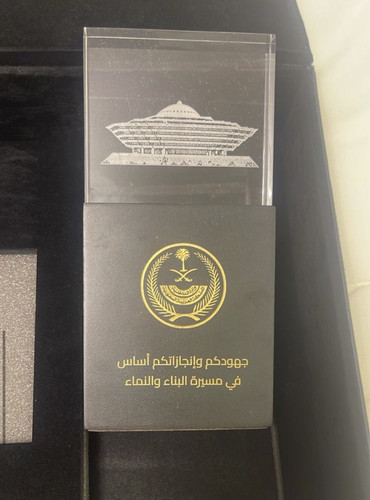 جهودكم وإنجازاتكم أساس
في مسيرة البناء والنماء